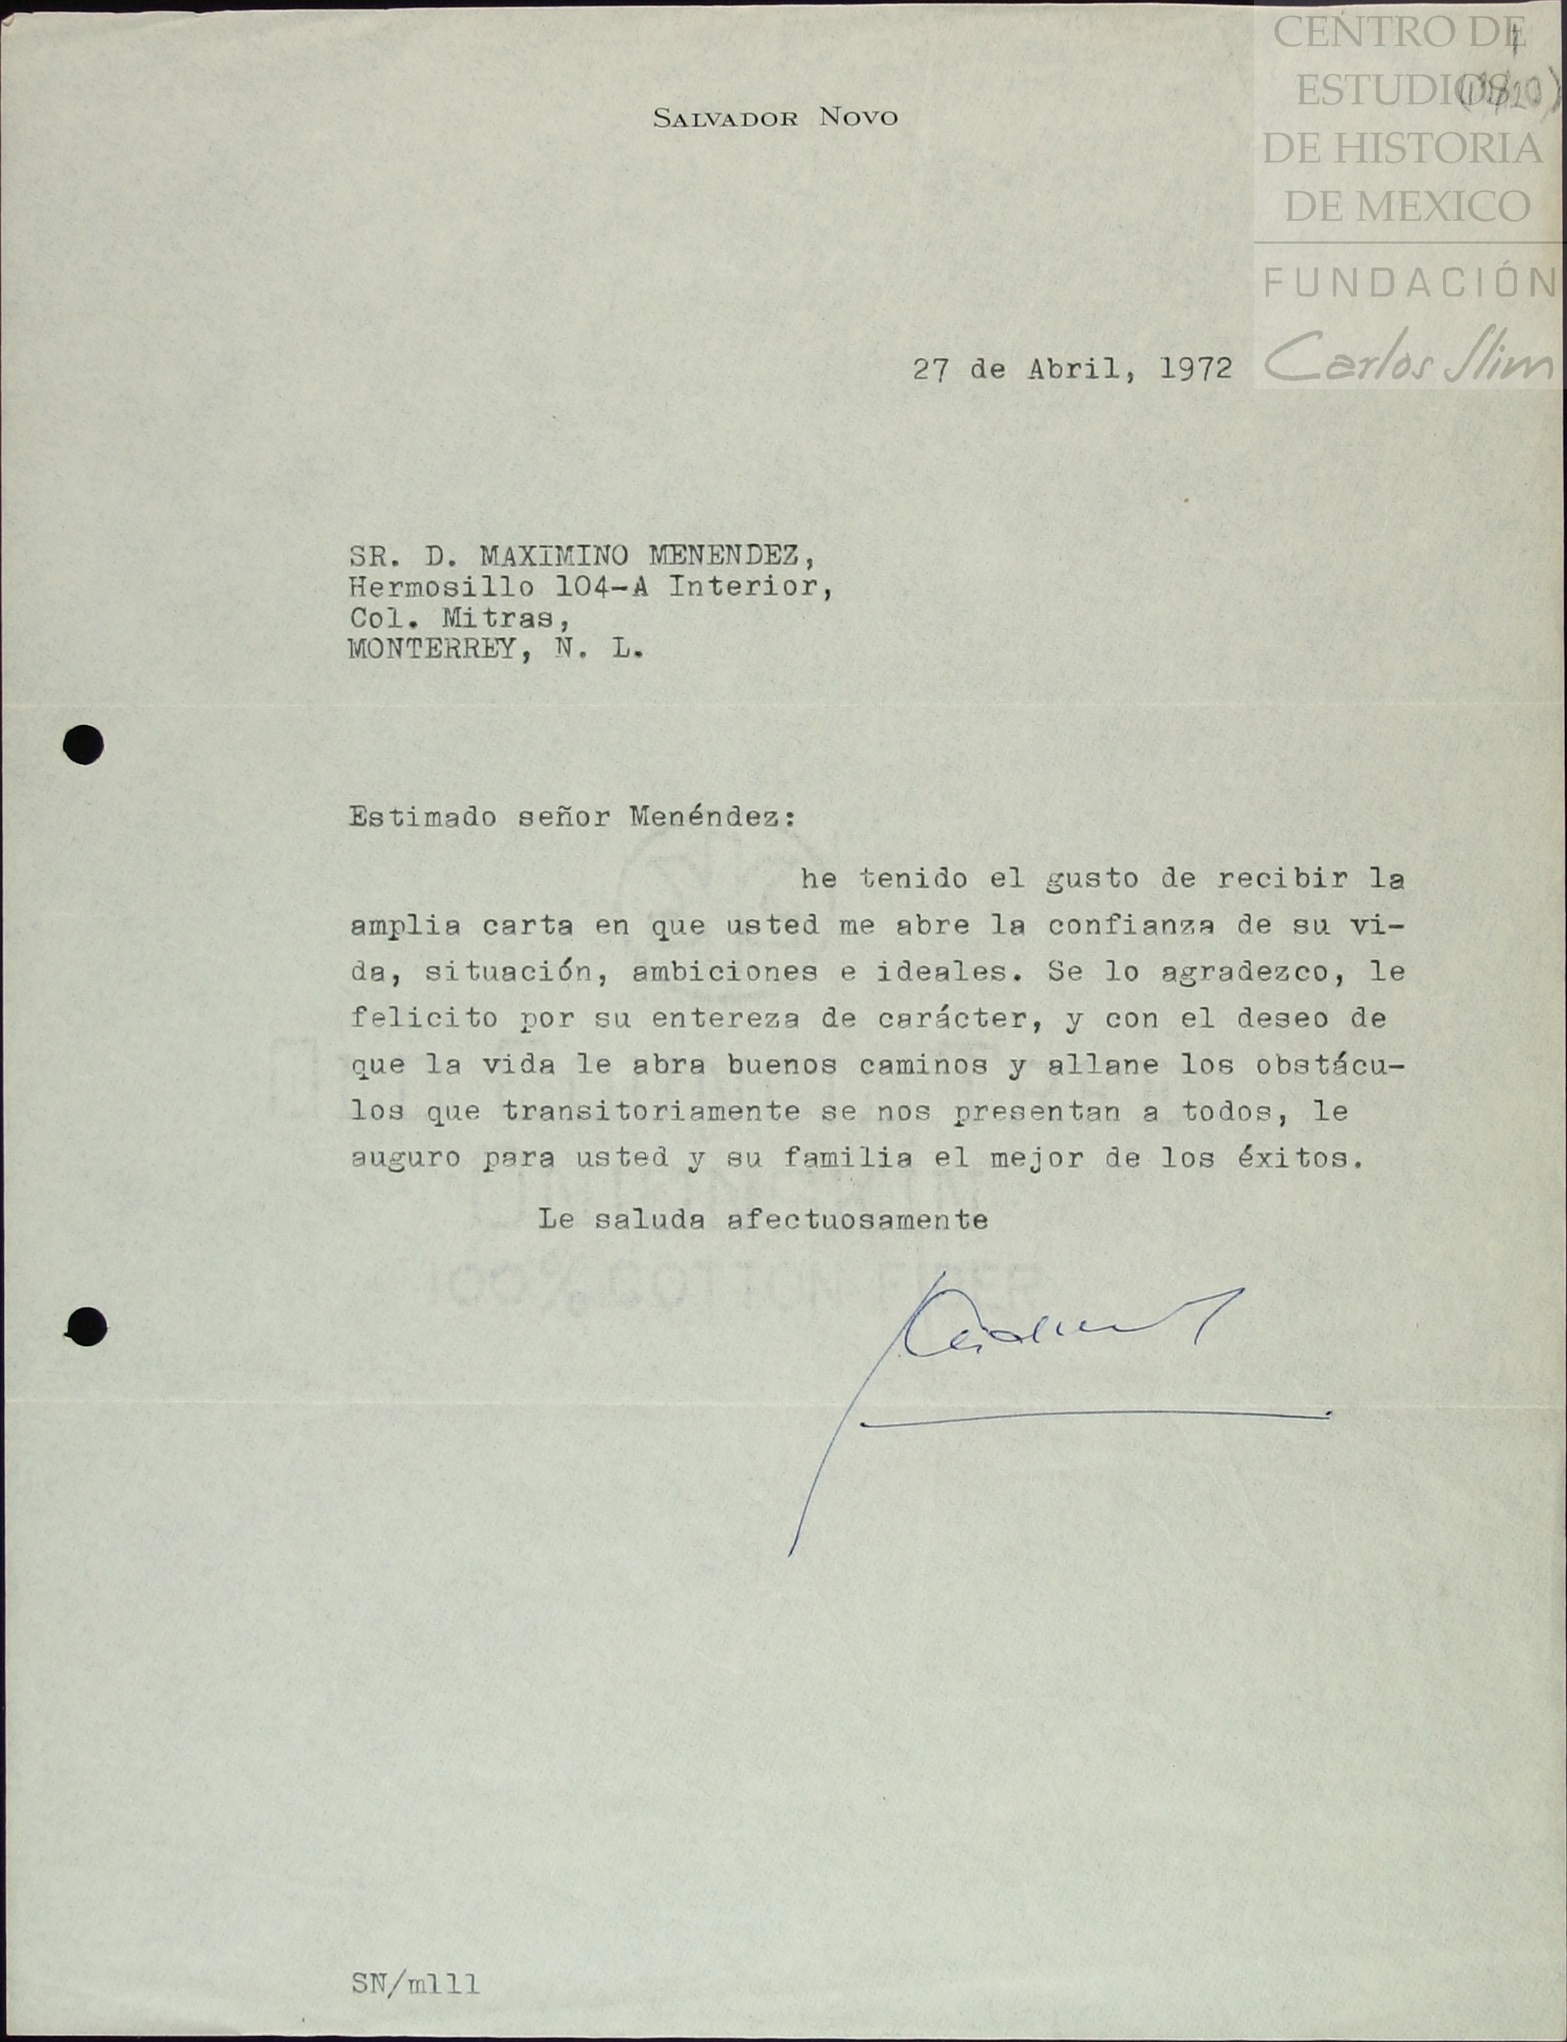 CENTRO DE
ESTUDIOS
DE HISTORIA
DE MEXICO
FUNDACIÓN
Carlos Slim
SALVADOR NOVO
27 de Abril, 1972
SR. D. MAXIMINO MENENDEZ,
Hermosillo 104-A Interior,
Col. Mitras,
MONTERREY, N. L.
Estimado señor Menéndez:
he tenido el gusto de recibir la
amplia carta en que usted me abre la confianza de su vi-
da, situación, ambiciones e ideales. Se lo agradezco, le
felicito por su entereza de carácter, y con el deseo de
que la vida le abra buenos caminos y allane los obstácu-
los que transitoriamente se nos presentan a todos, le
auguro para usted y su familia el mejor de los éxitos.
Le saluda afectuosamente
SN/mlll